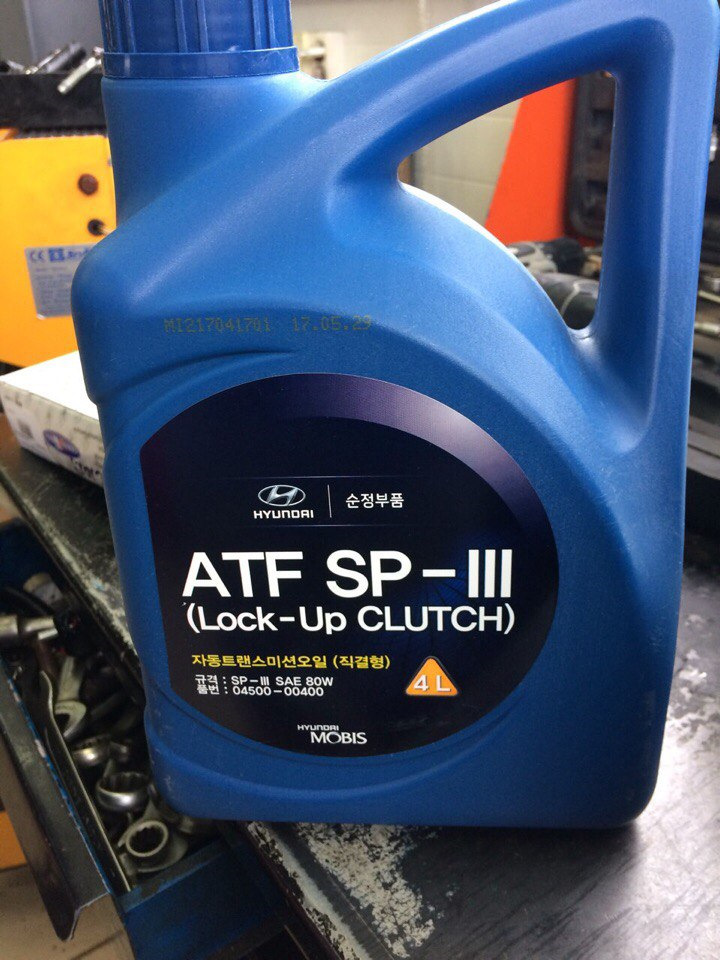 MI217041701 17.05.29
HYUNDAI 순정부품
ATF SP-III
(Lock-Up CLUTCH)
자동트랜스미션오일 (직결형)
규격 : SP-III SAE 80W
품번 : 04500-00400
4 L
HYUNDAI
MOBIS
CE